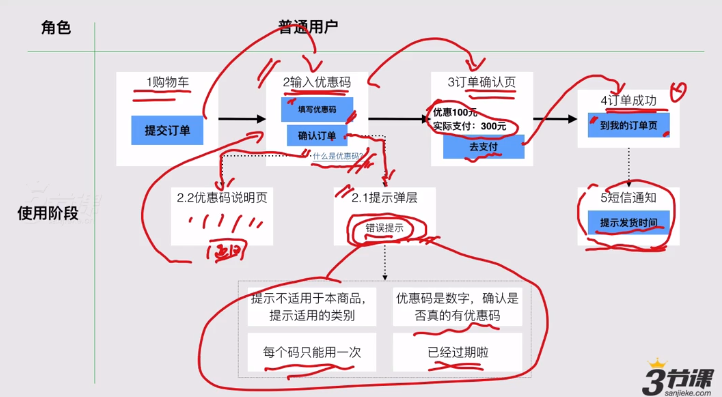 角色
普通用户
1购物车
提交订单
2输入优惠码
填写优惠码
确认订单
什么是优惠码?
3订单确认页
优惠100元
实际支付：300元
去支付
4订单成功
到我的订单页
使用阶段
2.2优惠码说明页
2.1提示弹层
错误提示
5短信通知
提示发货时间
提示不适用于本商品，
提示适用的类别
优惠码是数字，确认是
否真的有优惠码
每个码只能用一次
已经过期啦
3节课
sanjieke.com